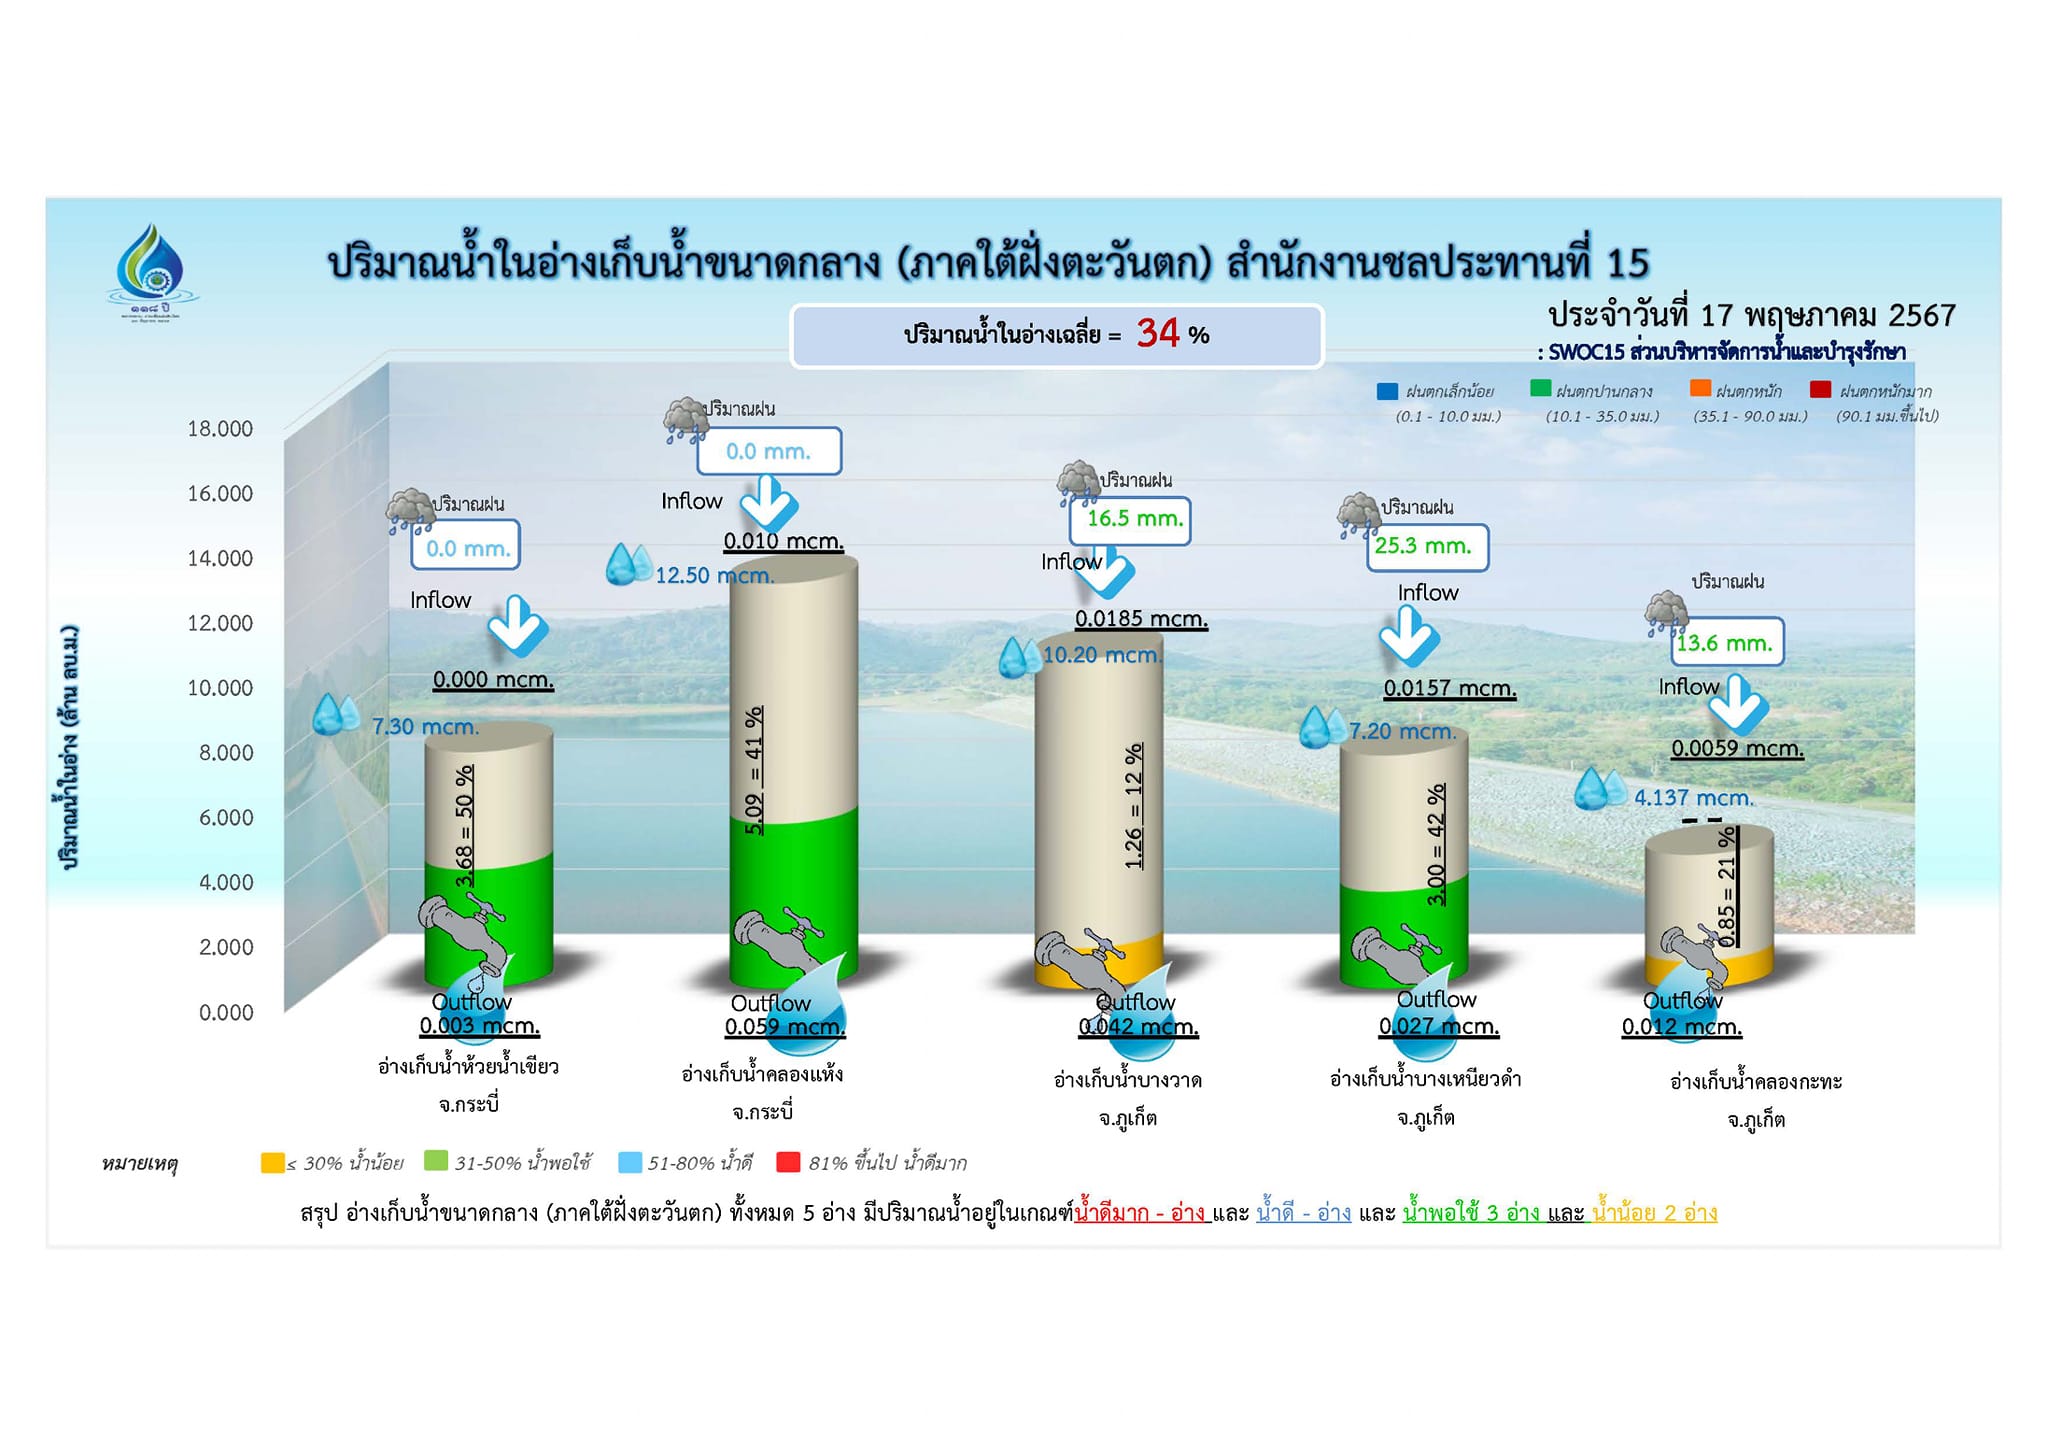 ปริมาณน้ำในอ่างเก็บน้ำขนาดกลาง (ภาคใต้ฝั่งตะวันตก) สำนักงานชลประทานที่ 15
๑๑๘ ปี
ประจำวันที่ 17 พฤษภาคม 2567
ปริมาณน้ำในอ่างเฉลี่ย = 34 %
: SWOC15 ส่วนบริหารจัดการน้ำและบำรุงรักษา
ฝนตกเล็กน้อย ฝนตกปานกลาง ฝนตกหนัก ฝนตกหนักมาก
(0.1 - 10.0 มม.) (10.1 - 35.0 มม.) (35.1 - 90.0 มม.) (90.1 มม.ขึ้นไป)
ปริมาณน้ำในอ่าง (ล้าน ลบ.ม.)
18.000
16.000
14.000
12.000
10.000
8.000
6.000
4.000
2.000
0.000
ปริมาณฝน
0.0 mm.
Inflow
0.000 mcm.
7.30 mcm.
3.68 = 50 %
Outflow
0.003 mcm.
อ่างเก็บน้ำห้วยน้ำเขียว
จ.กระบี่
ปริมาณฝน
0.0 mm.
Inflow
0.010 mcm.
12.50 mcm.
5.09 = 41 %
Outflow
0.059 mcm.
อ่างเก็บน้ำคลองแห้ง
จ.กระบี่
ปริมาณฝน
16.5 mm.
Inflow
0.0185 mcm.
10.20 mcm.
1.26 = 12 %
Outflow
0.042 mcm.
อ่างเก็บน้ำบางวาด
จ.ภูเก็ต
ปริมาณฝน
25.3 mm.
Inflow
0.0157 mcm.
7.20 mcm.
3.00 = 42 %
Outflow
0.027 mcm.
อ่างเก็บน้ำบางเหนียวดำ
จ.ภูเก็ต
ปริมาณฝน
13.6 mm.
Inflow
0.0059 mcm.
4.137 mcm.
0.85 = 21 %
Outflow
0.012 mcm.
อ่างเก็บน้ำคลองกะทะ
จ.ภูเก็ต
หมายเหตุ ≤ 30% น้ำน้อย 31-50% น้ำพอใช้ 51-80% น้ำดี 81% ขึ้นไป น้ำดีมาก
สรุป อ่างเก็บน้ำขนาดกลาง (ภาคใต้ฝั่งตะวันตก) ทั้งหมด 5 อ่าง มีปริมาณน้ำอยู่ในเกณฑ์น้ำดีมาก - อ่าง และ น้ำดี - อ่าง และ น้ำพอใช้ 3 อ่าง และ น้ำน้อย 2 อ่าง